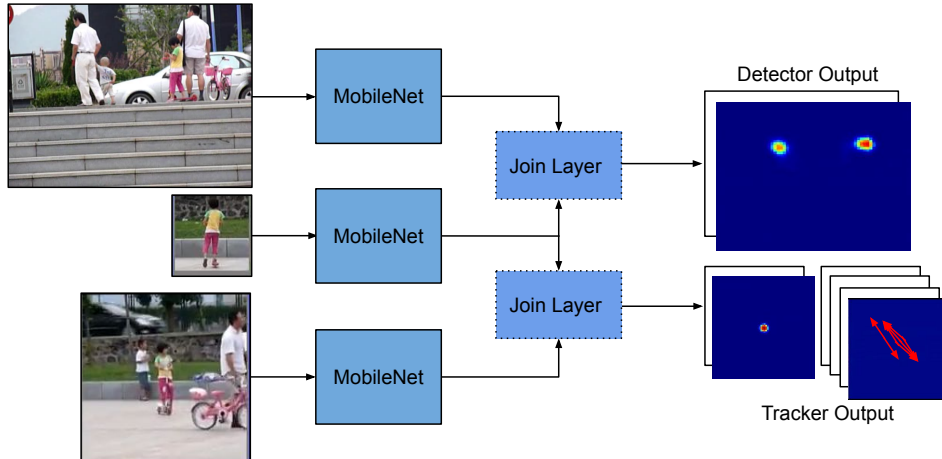 MobileNet
Detector Output
Join Layer
MobileNet
Join Layer
MobileNet
Tracker Output